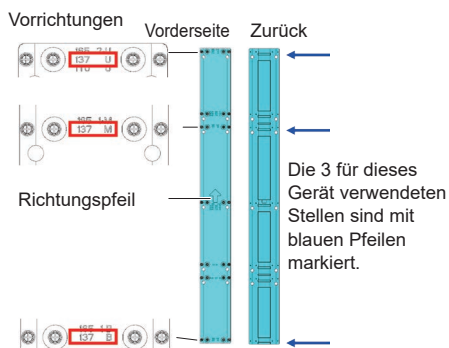 Vorrichtungen
Vorderseite
Zurück
137 U
137 M
Richtungspfeil
Die 3 für dieses
Gerät verwendeten
Stellen sind mit
blauen Pfeilen
markiert.
137 B